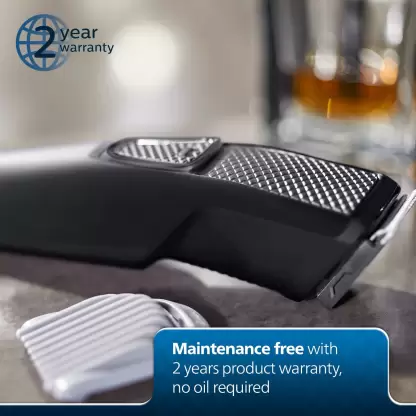 2 year
warranty
Maintenance free with
2 years product warranty,
no oil required